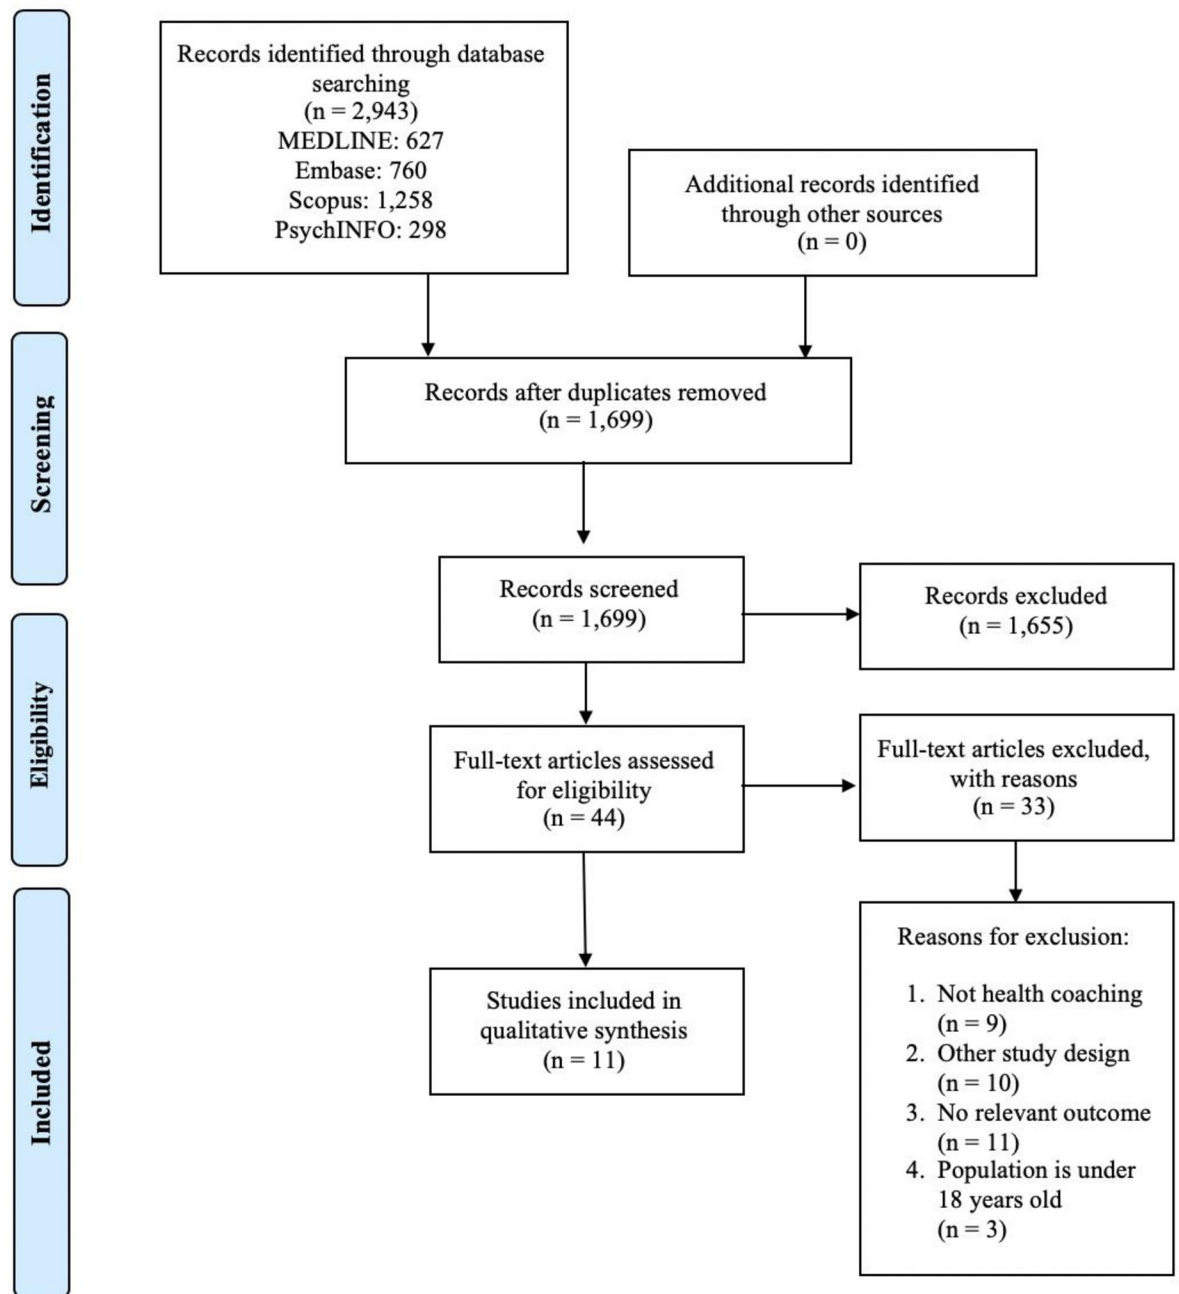 Identification
Records identified through database
searching
(n = 2,943)
MEDLINE: 627
Embase: 760
Scopus: 1,258
PsychINFO: 298
Additional records identified
through other sources
(n = 0)
Screening
Records after duplicates removed
(n = 1,699)
Records screened
(n = 1,699)
Records excluded
(n = 1,655)
Eligibility
Full-text articles assessed
for eligibility
(n = 44)
Full-text articles excluded,
with reasons
(n = 33)
Included
Studies included in
qualitative synthesis
(n = 11)
Reasons for exclusion:
1. Not health coaching
(n = 9)
2. Other study design
(n = 10)
3. No relevant outcome
(n = 11)
4. Population is under
18 years old
(n = 3)